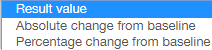 Result value
Absolute change from baseline
Percentage change from baseline